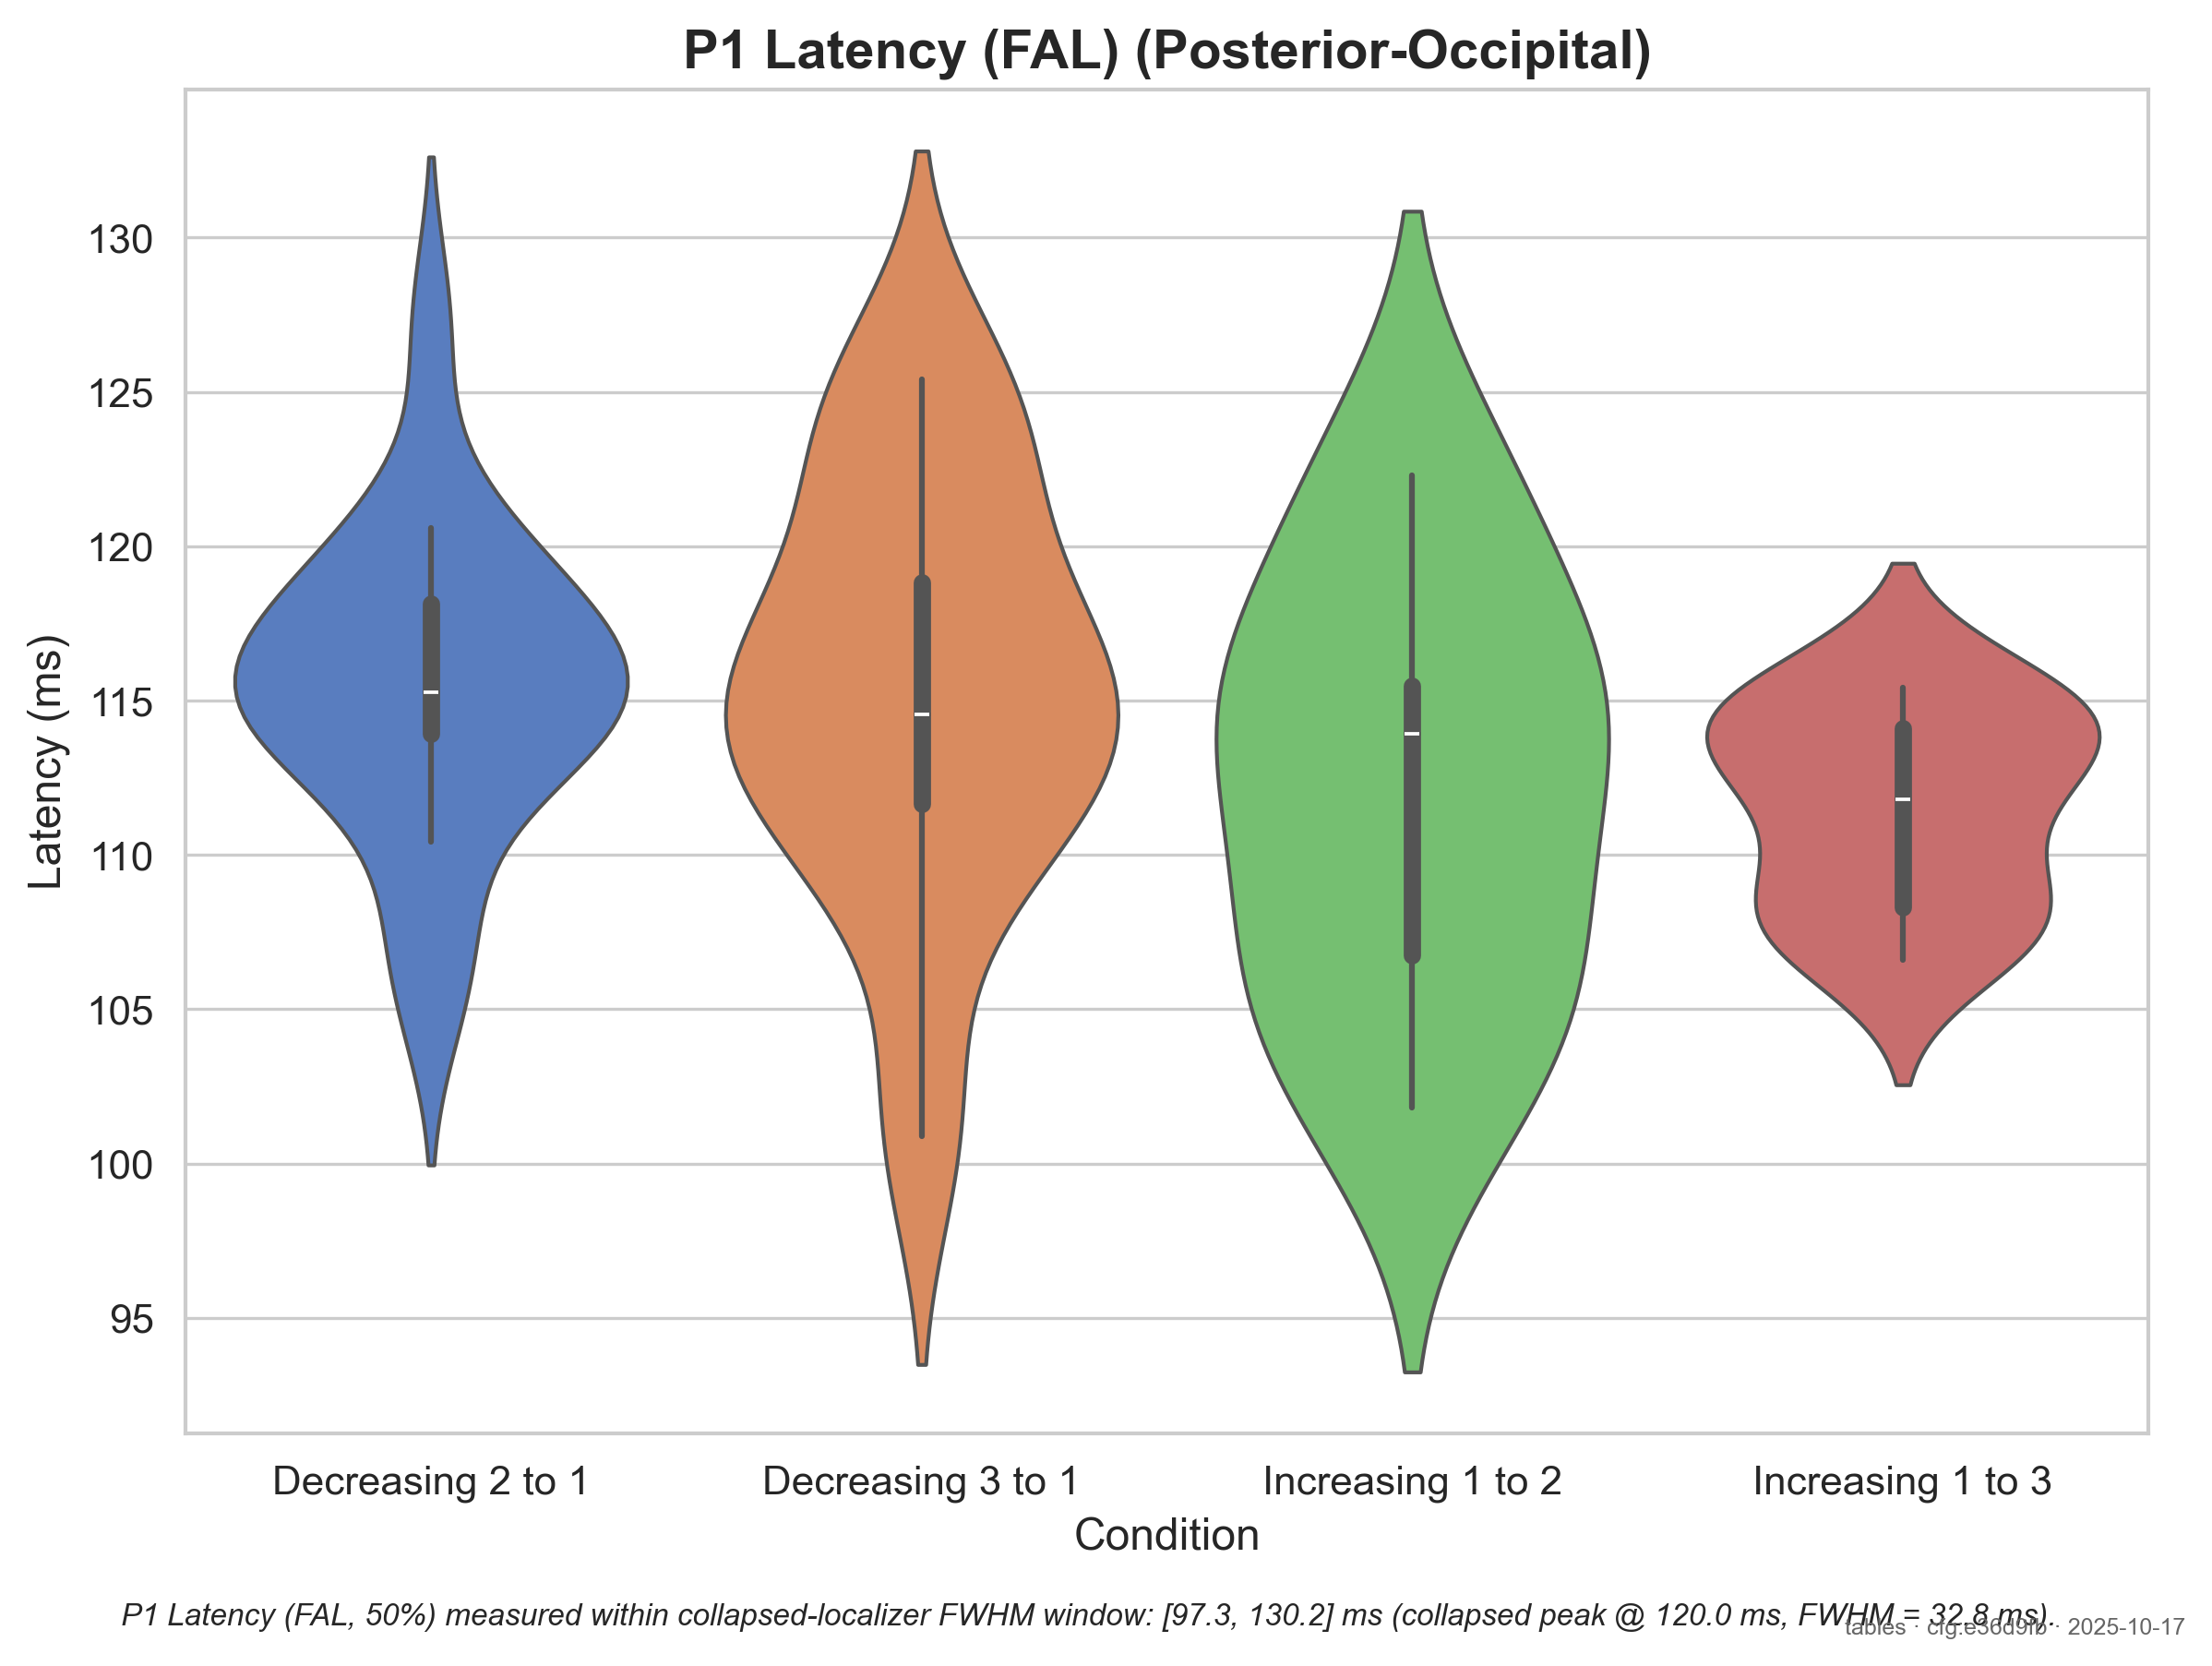 P1 Latency (FAL) (Posterior-Occipital)
Latency (ms)
130
125
120
115
110
105
100
95
Decreasing 2 to 1
Decreasing 3 to 1
Increasing 1 to 2
Increasing 1 to 3
Condition
P1 Latency (FAL, 50%) measured within collapsed-localizer FWHM window: [97.3, 130.2] ms (collapsed peak @ 120.0 ms, FWHM = 32.8 ms).
tables · cfg:e36d9fb · 2025-10-17